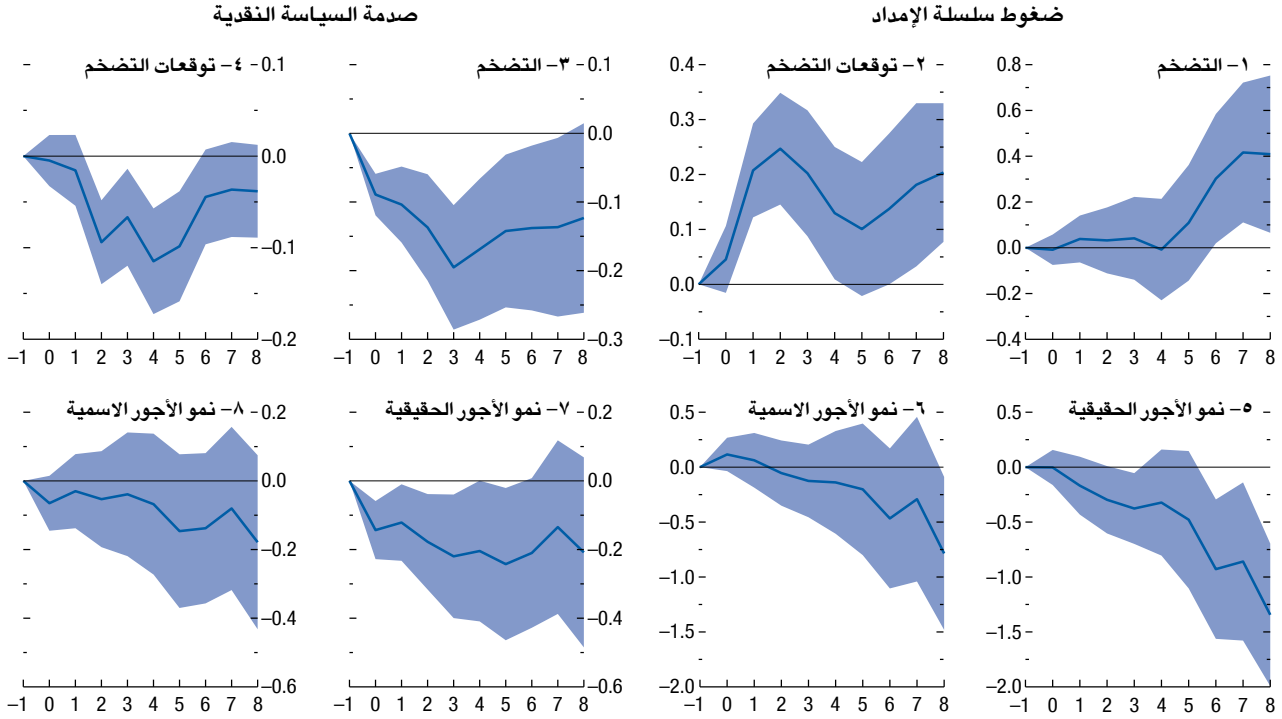 ضغوط سلسلة الإمداد
صدمة السياسة النقدية
١– التضخم
0.8
0.6
0.4
0.2
0.0
–0.2
–0.4
–1 0 1 2 3 4 5 6 7 8
٢– توقعات التضخم
0.4
0.3
0.2
0.1
0.0
–0.1
–1 0 1 2 3 4 5 6 7 8
٣– التضخم
0.1
0.0
–0.1
–0.2
–0.3
–1 0 1 2 3 4 5 6 7 8
٤– توقعات التضخم
0.1
0.0
–0.1
–0.2
–1 0 1 2 3 4 5 6 7 8
٥– نمو الأجور الحقيقية
0.5
0.0
–0.5
–1.0
–1.5
–2.0
–1 0 1 2 3 4 5 6 7 8
٦– نمو الأجور الاسمية
0.5
0.0
–0.5
–1.0
–1.5
–2.0
–1 0 1 2 3 4 5 6 7 8
٧– نمو الأجور الحقيقية
0.2
0.0
–0.2
–0.4
–0.6
–1 0 1 2 3 4 5 6 7 8
٨– نمو الأجور الاسمية
0.2
0.0
–0.2
–0.4
–0.6
–1 0 1 2 3 4 5 6 7 8